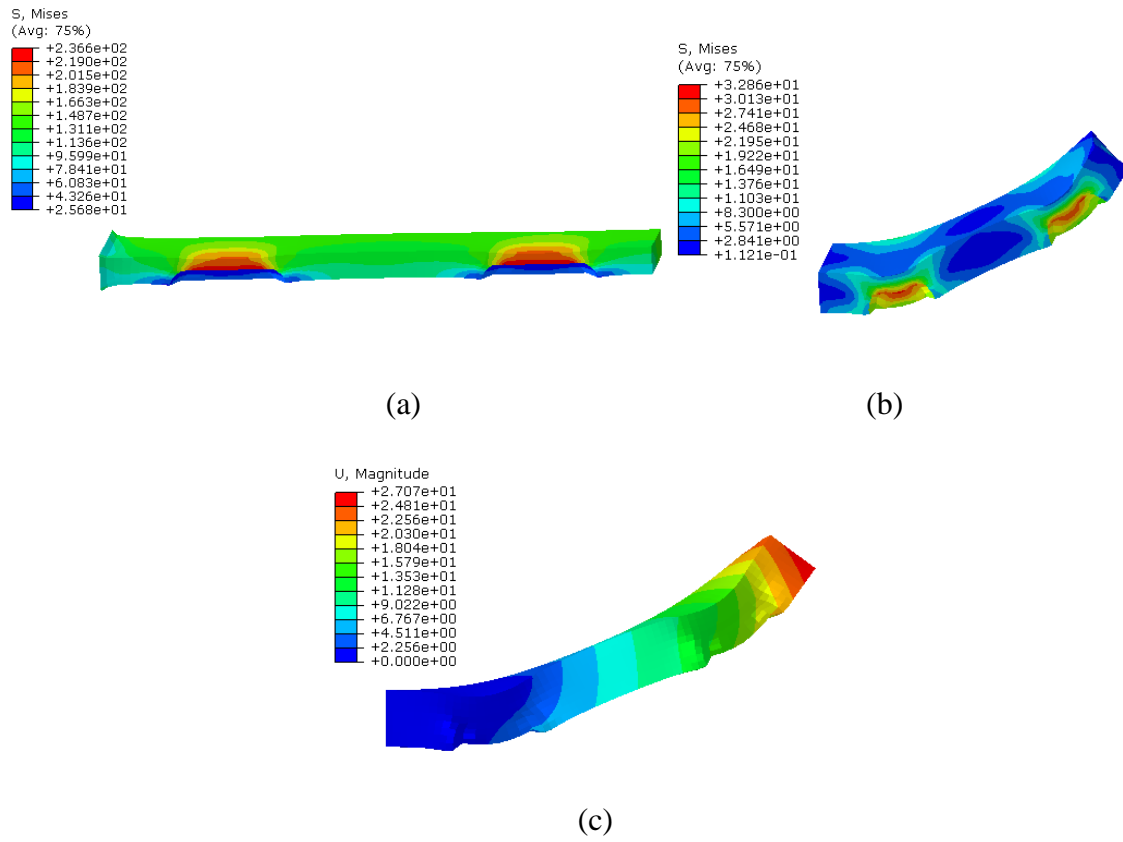 S, Mises
(Avg: 75%)
+2.366e+02
+2.190e+02
+2.015e+02
+1.839e+02
+1.663e+02
+1.487e+02
+1.311e+02
+1.136e+02
+9.599e+01
+7.841e+01
+6.083e+01
+4.326e+01
+2.568e+01
S, Mises
(Avg: 75%)
+3.286e+01
+3.013e+01
+2.741e+01
+2.468e+01
+2.195e+01
+1.922e+01
+1.649e+01
+1.376e+01
+1.103e+01
+8.300e+00
+5.571e+00
+2.841e+00
+1.121e-01
(a)
(b)
U, Magnitude
+2.707e+01
+2.481e+01
+2.256e+01
+2.030e+01
+1.804e+01
+1.579e+01
+1.353e+01
+1.128e+01
+9.022e+00
+6.767e+00
+4.511e+00
+2.256e+00
+0.000e+00
(c)